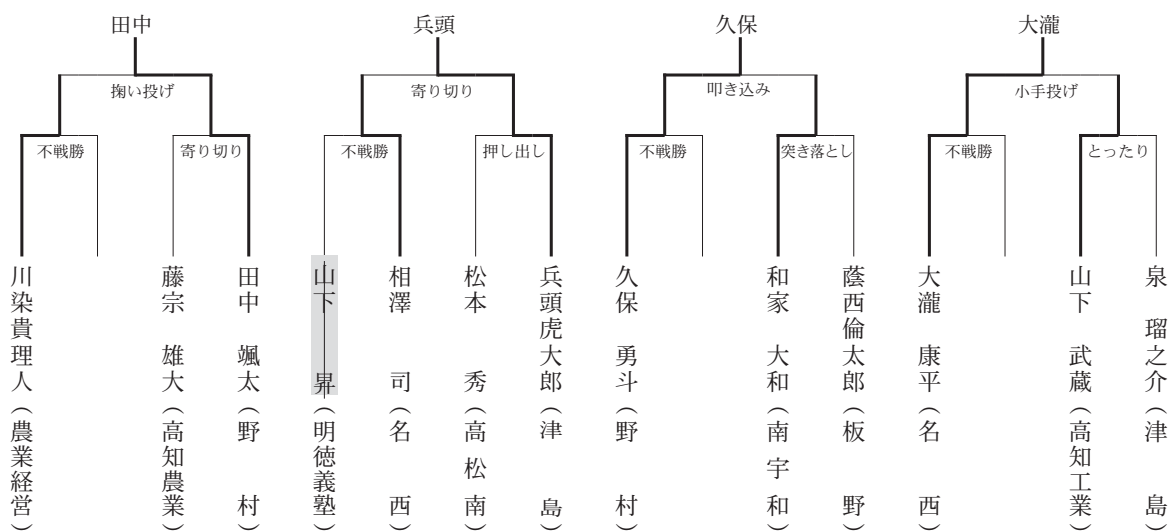 田中
兵頭
久保
大瀧
掬い投げ
寄り切り
叩き込み
小手投げ
不戦勝
寄り切り
不戦勝
押し出し
不戦勝
突き落とし
不戦勝
とったり
川染貴理人(農業経営)
藤宗 雄大(高知農業)
田中 颯太(野 村)
山下 昇(明徳義塾)
相澤 司(名 西)
松本 秀(高松南)
兵頭虎大郎(津 島)
久保 勇斗(野 村)
和家 大和(南宇和)
蔭西倫太郎(板 野)
大瀧 康平(名 西)
山下 武蔵(高知工業)
泉 瑠之介(津 島)